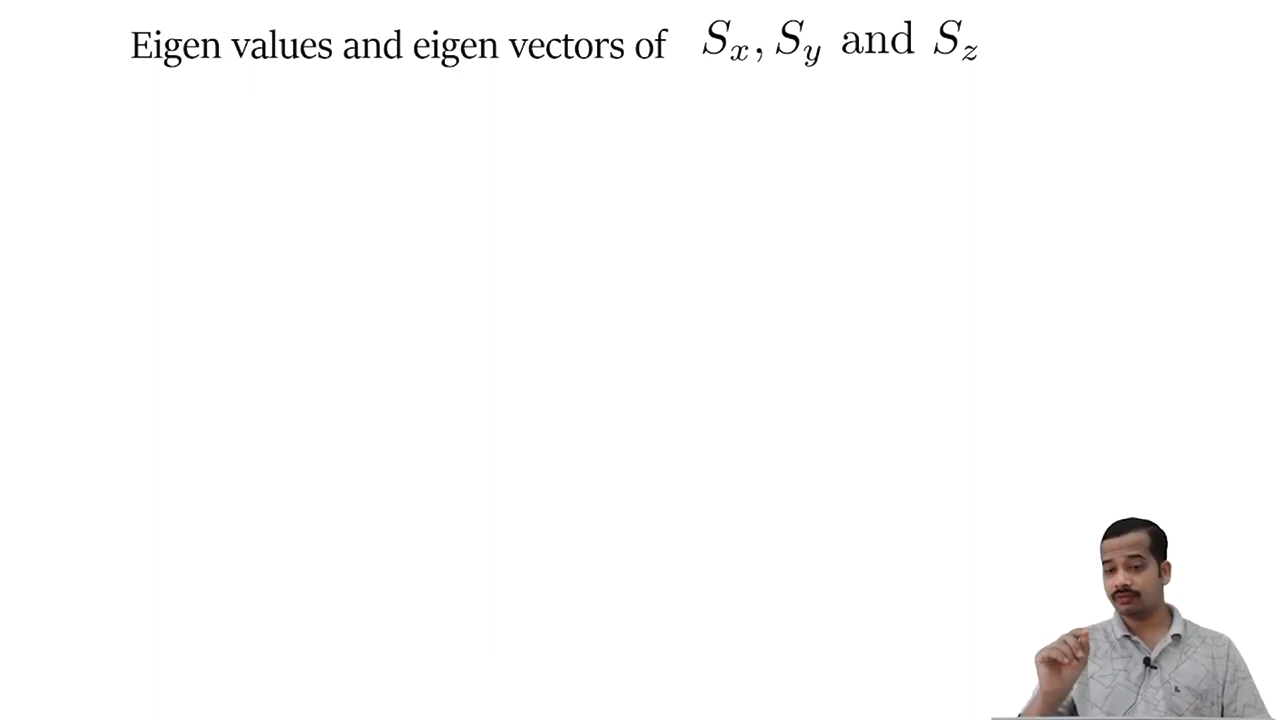 Eigen values and eigen vectors of $S_x, S_y$ and $S_z$